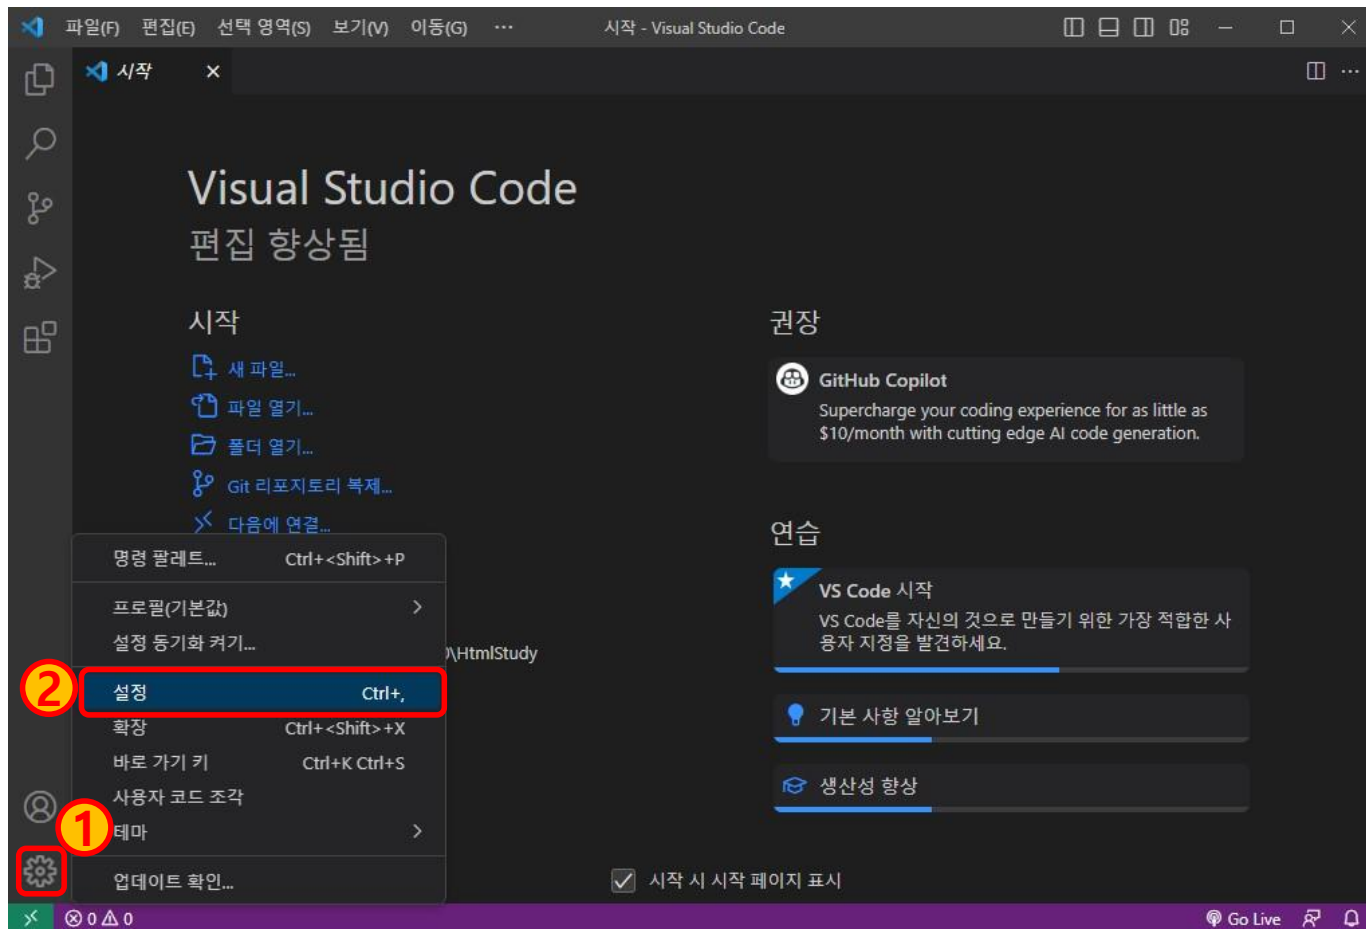 파일(F) 편집(E) 선택 영역(S) 보기(V) 이동(G) ··· 시작 - Visual Studio Code
시작
Visual Studio Code
편집 향상됨
시작
새 파일...
파일 열기...
폴더 열기...
Git 리포지토리 복제...
다음에 연결...
\HtmlStudy
권장
GitHub Copilot
Supercharge your coding experience for as little as
$10/month with cutting edge AI code generation.
연습
VS Code 시작
VS Code를 자신의 것으로 만들기 위한 가장 적합한 사
용자 지정을 발견하세요.
기본 사항 알아보기
생산성 향상
시작 시 시작 페이지 표시
명령 팔레트... Ctrl+<Shift>+P
프로필(기본값)
설정 동기화 켜기...
2
설정 Ctrl+,
확장 Ctrl+<Shift>+X
바로 가기 키 Ctrl+K Ctrl+S
사용자 코드 조각
1
테마
업데이트 확인...
0 0
Go Live